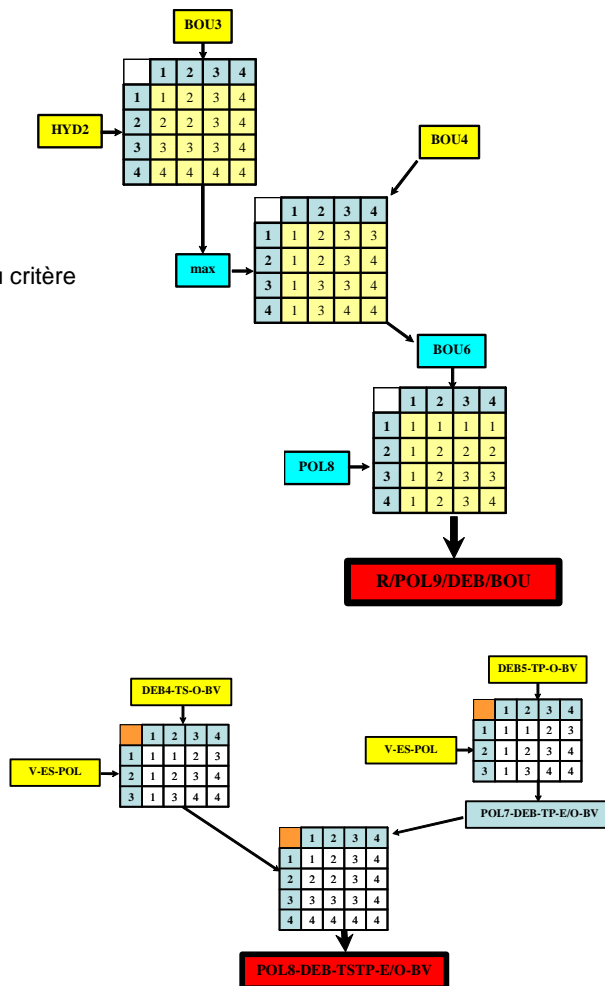 BOU3
1 2 3 4
1 1 2 3 4
HYD2
2 2 2 3 4
3 3 3 3 4
4 4 4 4 4
BOU4
1 2 3 4
1 1 2 3 3
u critère
max
2 1 2 3 4
3 1 3 4 4
4 1 3 4 4
BOU6
1 2 3 4
1 1 1 1 1
2 1 2 2 2
POL8
3 1 2 3 3
4 1 2 3 4
R/POL9/DEB/BOU
DEB4-TS-O-BV
1 2 3 4
1 1 1 2 3
V-ES-POL
2 1 2 3 4
3 1 3 4 4
DEB5-TP-O-BV
1 2 3 4
1 1 1 2 3
V-ES-POL
2 1 2 3 4
3 1 3 4 4
POL7-DEB-TP-E/O-BV
1 2 3 4
1 1 2 3 4
2 2 2 3 4
3 3 3 3 4
4 4 4 4 4
POL8-DEB-TSTP-E/O-BV